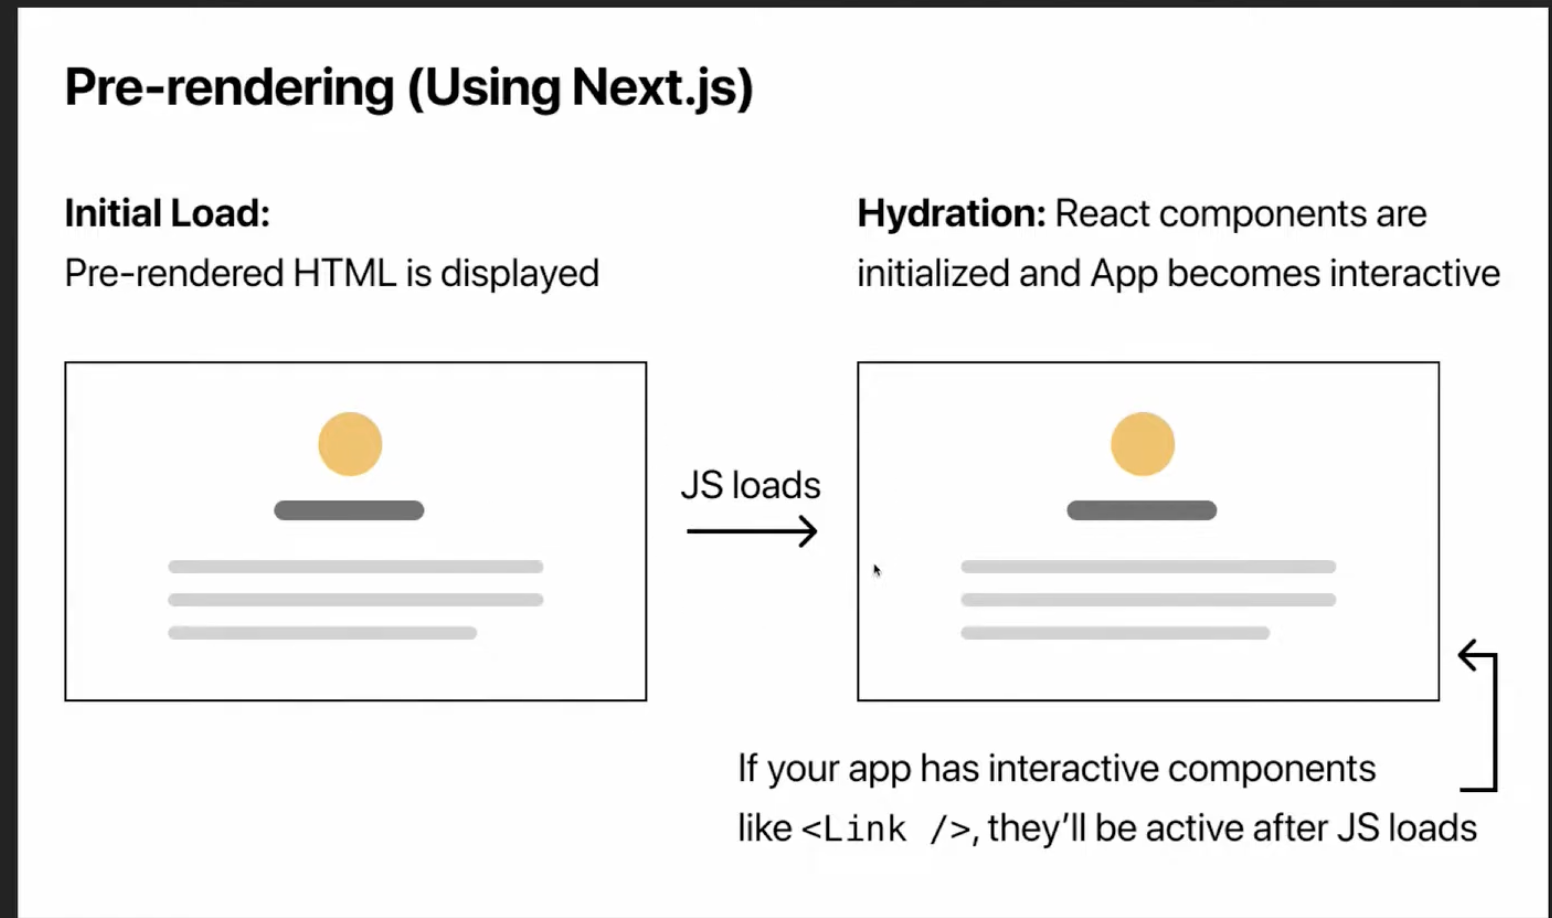 Pre-rendering (Using Next.js)
Initial Load:
Pre-rendered HTML is displayed
Hydration: React components are
initialized and App becomes interactive
JS loads
If your app has interactive components
like <Link />, they’ll be active after JS loads